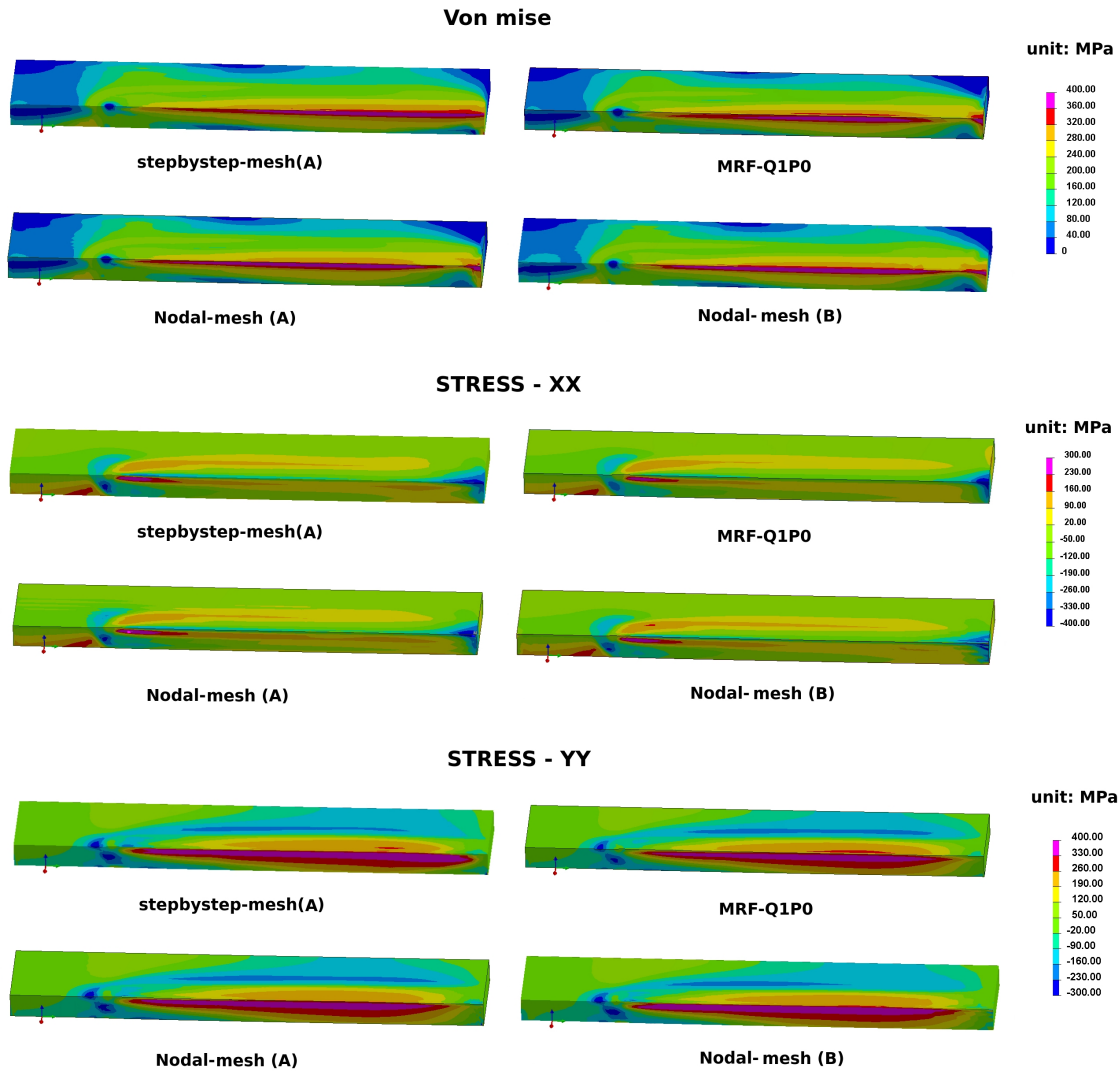 Von mise
unit: MPa
400.00
360.00
320.00
280.00
240.00
200.00
160.00
120.00
80.00
40.00
0
stepbystep-mesh(A)
MRF-Q1P0
Nodal-mesh (A)
Nodal- mesh (B)
STRESS - XX
unit: MPa
300.00
230.00
160.00
90.00
20.00
-50.00
-120.00
-190.00
-260.00
-330.00
-400.00
stepbystep-mesh(A)
MRF-Q1P0
Nodal-mesh (A)
Nodal- mesh (B)
STRESS - YY
unit: MPa
400.00
330.00
260.00
190.00
120.00
50.00
-20.00
-90.00
-160.00
-230.00
-300.00
stepbystep-mesh(A)
MRF-Q1P0
Nodal-mesh (A)
Nodal- mesh (B)